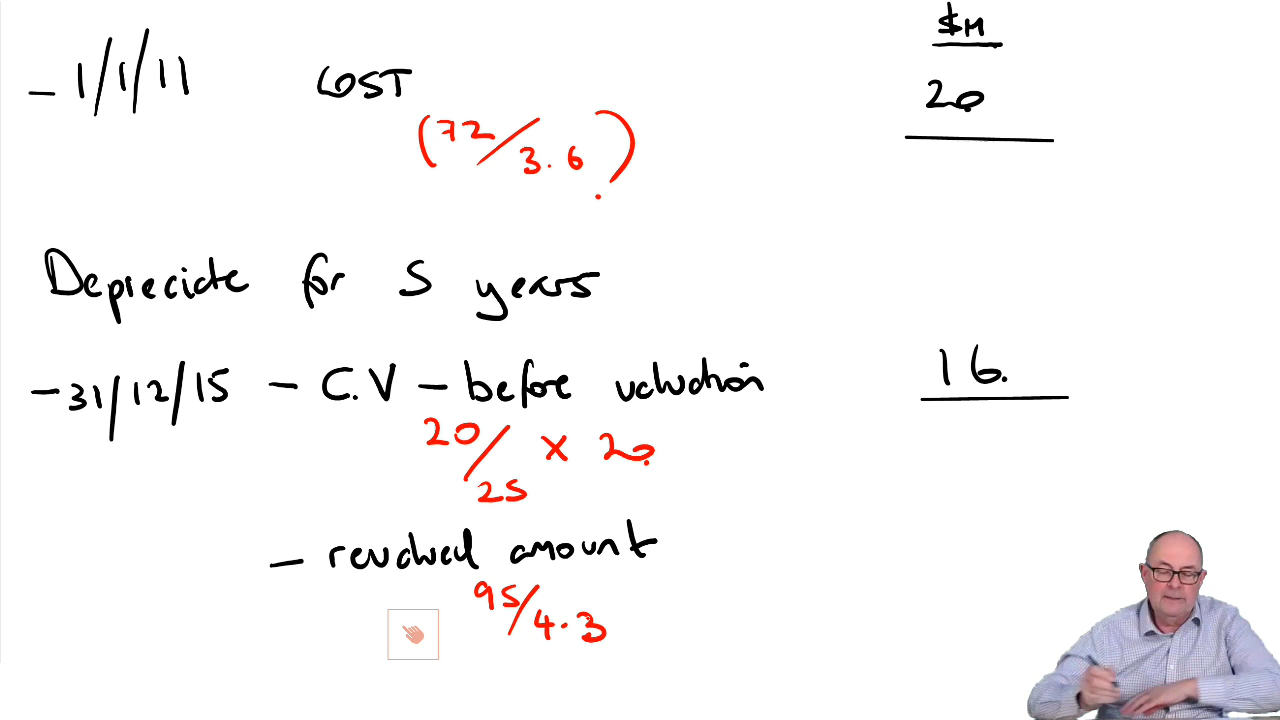 $M
- 1/1/11 COST 20
(72/3.6)
Depreciate for 5 years
- 31/12/15 - C.V - before valuation 16.
20/25 x 20
- revalued amount
95/4.3